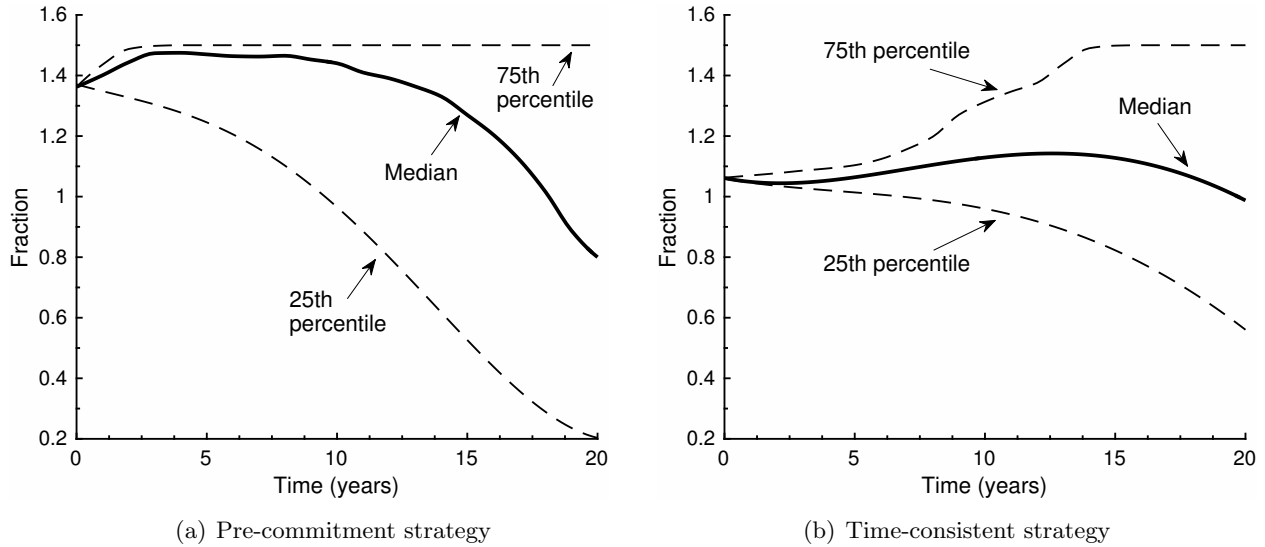 1.6
1.4
1.2
1
0.8
0.6
0.4
0.2
Fraction
75th
percentile
Median
25th
percentile
0
5
10
15
20
Time (years)
(a) Pre-commitment strategy
1.6
1.4
1.2
1
0.8
0.6
0.4
0.2
Fraction
75th percentile
Median
25th percentile
0
5
10
15
20
Time (years)
(b) Time-consistent strategy